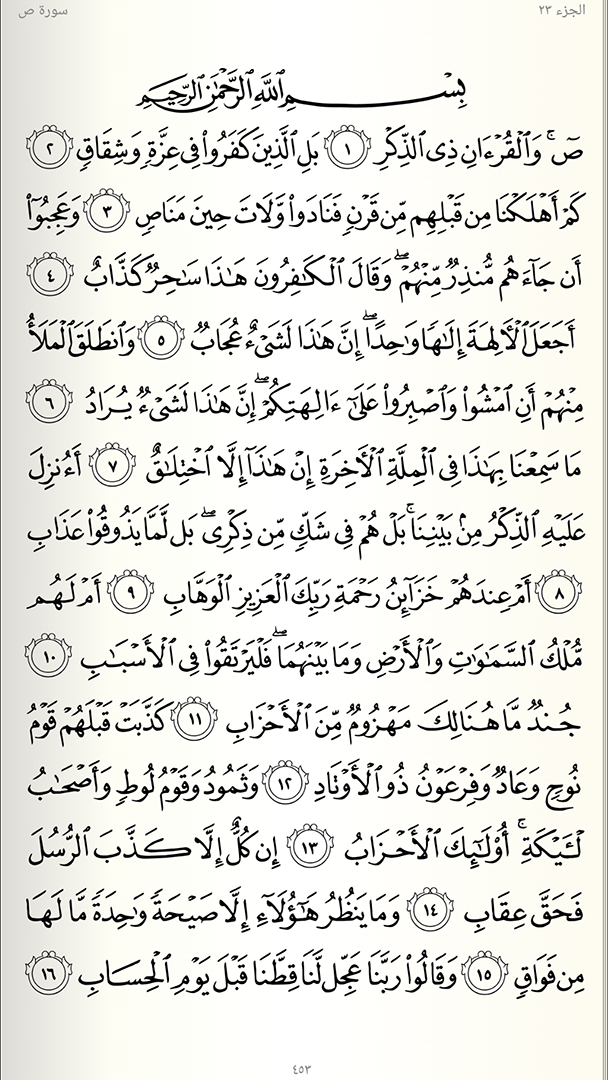 الجزء ٢٣
سورة ص
بِسْمِ ٱللَّهِ ٱلرَّحْمَٰنِ ٱلرَّحِيمِ
صٓ ۚ وَٱلْقُرْءَانِ ذِى ٱلذِّكْرِ ١ بَلِ ٱلَّذِينَ كَفَرُوا۟ فِى عِزَّةٍ وَشِقَاقٍ ٢
كَمْ أَهْلَكْنَا مِن قَبْلِهِم مِّن قَرْنٍ فَنَادَوا۟ وَّلَاتَ حِينَ مَنَاصٍ ٣ وَعَجِبُوٓا۟
أَن جَآءَهُم مُّنذِرٌ مِّنْهُمْ ۖ وَقَالَ ٱلْكَٰفِرُونَ هَٰذَا سَٰحِرٌ كَذَّابٌ ٤
أَجَعَلَ ٱلْءَالِهَةَ إِلَٰهًا وَٰحِدًا ۖ إِنَّ هَٰذَا لَشَىْءٌ عُجَابٌ ٥ وَٱنطَلَقَ ٱلْمَلَأُ
مِنْهُمْ أَنِ ٱمْشُوا۟ وَٱصْبِرُوا۟ عَلَىٰٓ ءَالِهَتِكُمْ ۖ إِنَّ هَٰذَا لَشَىْءٌ يُرَادُ ٦
مَا سَمِعْنَا بِهَٰذَا فِى ٱلْمِلَّةِ ٱلْءَاخِرَةِ إِنْ هَٰذَآ إِلَّا ٱخْتِلَٰقٌ ٧ أَءُنزِلَ
عَلَيْهِ ٱلذِّكْرُ مِنۢ بَيْنِنَا ۚ بَلْ هُمْ فِى شَكٍّ مِّن ذِكْرِى ۖ بَل لَّمَّا يَذُوقُوا۟ عَذَابِ
٨ أَمْ عِندَهُمْ خَزَآئِنُ رَحْمَةِ رَبِّكَ ٱلْعَزِيزِ ٱلْوَهَّابِ ٩ أَمْ لَهُم
مُّلْكُ ٱلسَّمَٰوَٰتِ وَٱلْأَرْضِ وَمَا بَيْنَهُمَا ۖ فَلْيَرْتَقُوا۟ فِى ٱلْأَسْبَٰبِ ١٠
جُندٌ مَّا هُنَالِكَ مَهْزُومٌ مِّنَ ٱلْأَحْزَابِ ١١ كَذَّبَتْ قَبْلَهُمْ قَوْمُ
نُوحٍ وَعَادٌ وَفِرْعَوْنُ ذُو ٱلْأَوْتَادِ ١٢ وَثَمُودُ وَقَوْمُ لُوطٍ وَأَصْحَٰبُ
لْـَٔيْكَةِ ۚ أُو۟لَٰٓئِكَ ٱلْأَحْزَابُ ١٣ إِن كُلٌّ إِلَّا كَذَّبَ ٱلرُّسُلَ
فَحَقَّ عِقَابِ ١٤ وَمَا يَنظُرُ هَٰٓؤُلَآءِ إِلَّا صَيْحَةً وَٰحِدَةً مَّا لَهَا
مِن فَوَاقٍ ١٥ وَقَالُوا۟ رَبَّنَا عَجِّل لَّنَا قِطَّنَا قَبْلَ يَوْمِ ٱلْحِسَابِ ١٦
٤٥٣